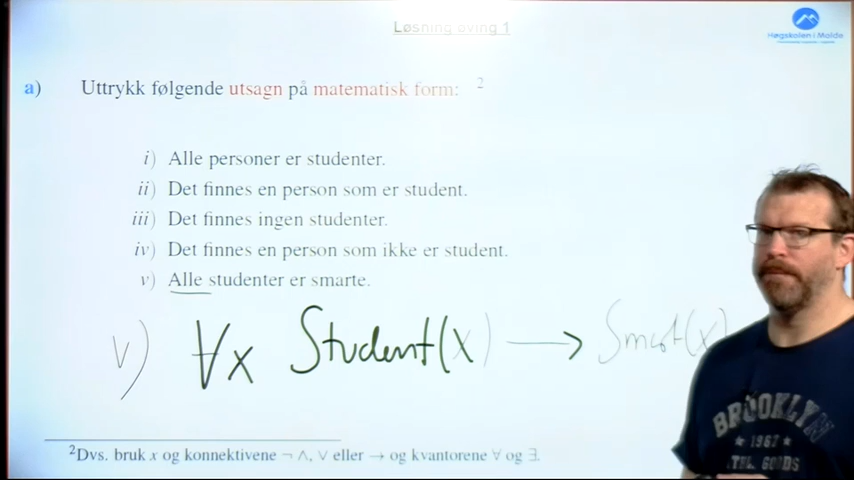 Løsning øving 1
Høgskolen i Molde
a) Uttrykk følgende utsagn på matematisk form: 2
i) Alle personer er studenter.
ii) Det finnes en person som er student.
iii) Det finnes ingen studenter.
iv) Det finnes en person som ikke er student.
v) Alle studenter er smarte.
v) ∀x Student(x) → Smart(x)
2Dvs. bruk x og konnektivene ¬ ∧, ∨ eller → og kvantorene ∀ og ∃.
BROOKLYN
★ 1967 ★
ATHL. GOODS